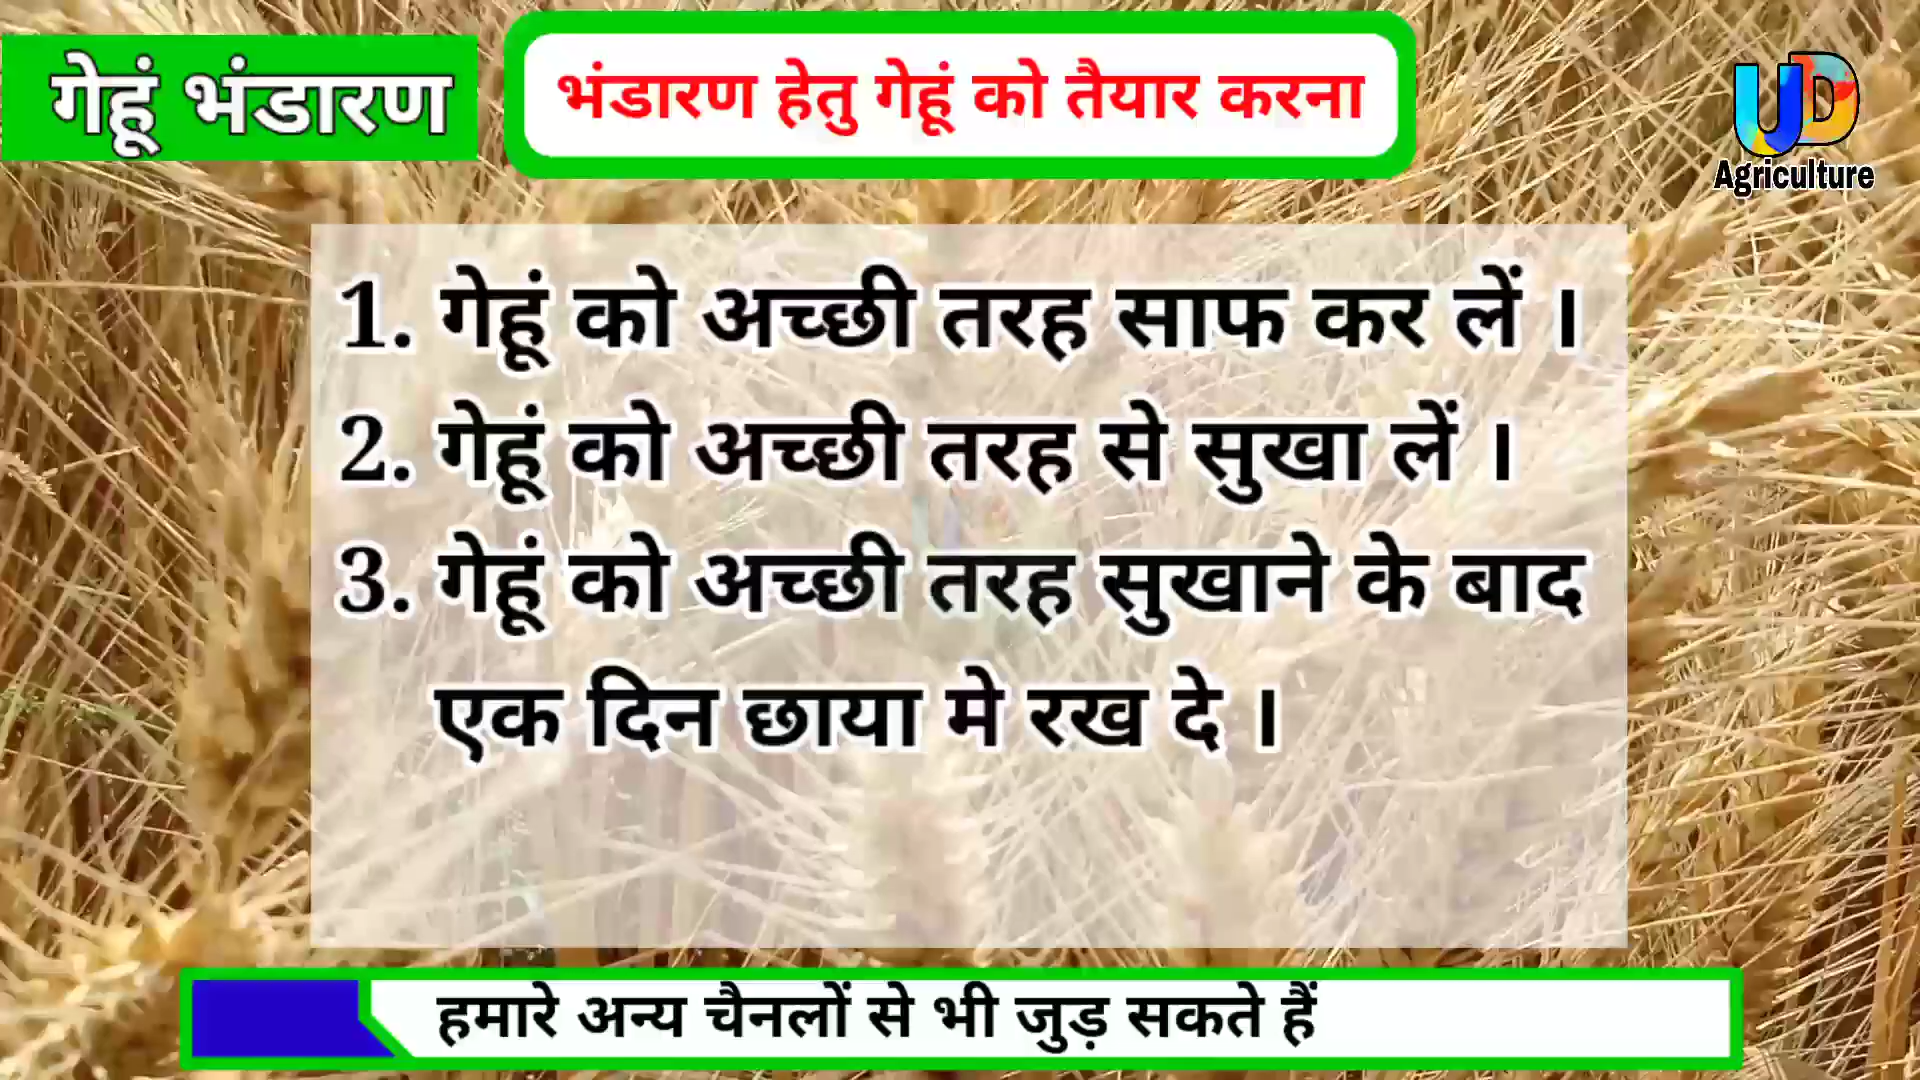 गेहूं भंडारण
भंडारण हेतु गेहूं को तैयार करना
UD
Agriculture
1. गेहूं को अच्छी तरह साफ कर लें ।
2. गेहूं को अच्छी तरह से सुखा लें ।
3. गेहूं को अच्छी तरह सुखाने के बाद
एक दिन छाया मे रख दे ।
हमारे अन्य चैनलों से भी जुड़ सकते हैं